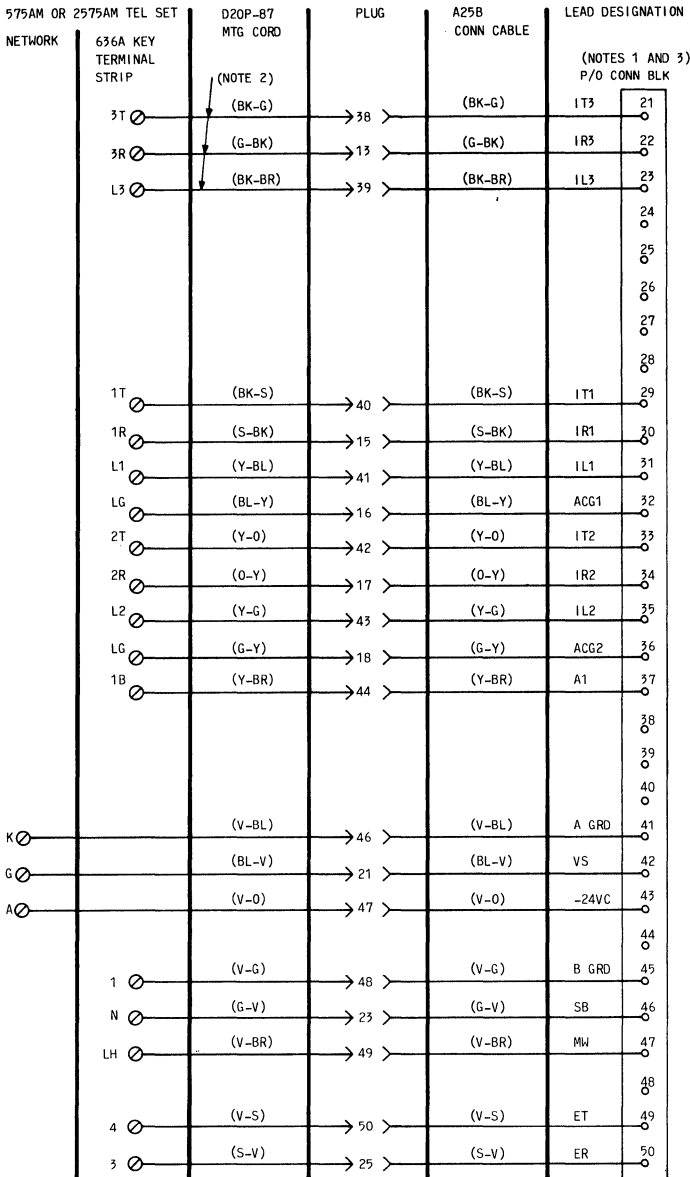 575AM OR 2575AM TEL SET D20P-87 MTG CORD PLUG A25B CONN CABLE LEAD DESIGNATION
NETWORK 636A KEY TERMINAL STRIP (NOTE 2) (NOTES 1 AND 3) P/O CONN BLK
3T (BK-G) 38 (BK-G) IT3 21
3R (G-BK) 13 (G-BK) IR3 22
L3 (BK-BR) 39 (BK-BR) IL3 23
24
25
26
27
28
1T (BK-S) 40 (BK-S) IT1 29
1R (S-BK) 15 (S-BK) IR1 30
L1 (Y-BL) 41 (Y-BL) IL1 31
LG (BL-Y) 16 (BL-Y) ACG1 32
2T (Y-O) 42 (Y-O) IT2 33
2R (O-Y) 17 (O-Y) IR2 34
L2 (Y-G) 43 (Y-G) IL2 35
LG (G-Y) 18 (G-Y) ACG2 36
1B (Y-BR) 44 (Y-BR) A1 37
38
39
40
K (V-BL) 46 (V-BL) A GRD 41
G (BL-V) 21 (BL-V) VS 42
A (V-O) 47 (V-O) -24VC 43
44
1 (V-G) 48 (V-G) B GRD 45
N (G-V) 23 (G-V) SB 46
LH (V-BR) 49 (V-BR) MW 47
48
4 (V-S) 50 (V-S) ET 49
3 (S-V) 25 (S-V) ER 50